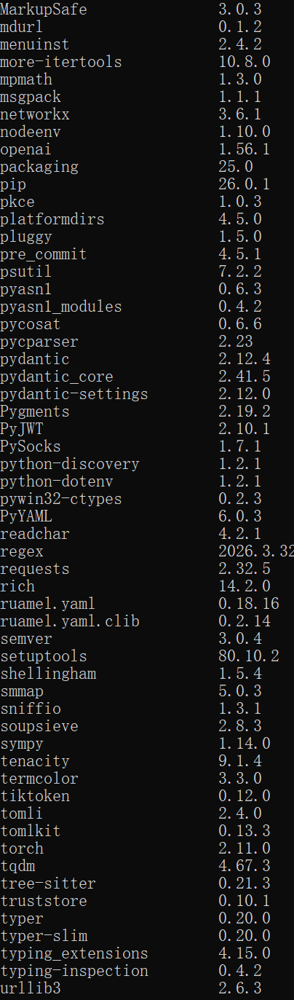 MarkupSafe 3.0.3
mdurl 0.1.2
menuinst 2.4.2
more-itertools 10.8.0
mpmath 1.3.0
msgpack 1.1.1
networkx 3.6.1
nodeenv 1.10.0
openai 1.56.1
packaging 25.0
pip 26.0.1
pkce 1.0.3
platformdirs 4.5.0
pluggy 1.5.0
pre_commit 4.5.1
psutil 7.2.2
pyasn1 0.6.3
pyasn1_modules 0.4.2
pycosat 0.6.6
pycparser 2.23
pydantic 2.12.4
pydantic_core 2.41.5
pydantic-settings 2.12.0
Pygments 2.19.2
PyJWT 2.10.1
PySocks 1.7.1
python-discovery 1.2.1
python-dotenv 1.2.1
pywin32-ctypes 0.2.3
PyYAML 6.0.3
readchar 4.2.1
regex 2026.3.32
requests 2.32.5
rich 14.2.0
ruamel.yaml 0.18.16
ruamel.yaml.clib 0.2.14
semver 3.0.4
setuptools 80.10.2
shellingham 1.5.4
smmap 5.0.3
sniffio 1.3.1
soupsieve 2.8.3
sympy 1.14.0
tenacity 9.1.4
termcolor 3.3.0
tiktoken 0.12.0
tomli 2.4.0
tomlkit 0.13.3
torch 2.11.0
tqdm 4.67.3
tree-sitter 0.21.3
truststore 0.10.1
typer 0.20.0
typer-slim 0.20.0
typing_extensions 4.15.0
typing-inspection 0.4.2
urllib3 2.6.3